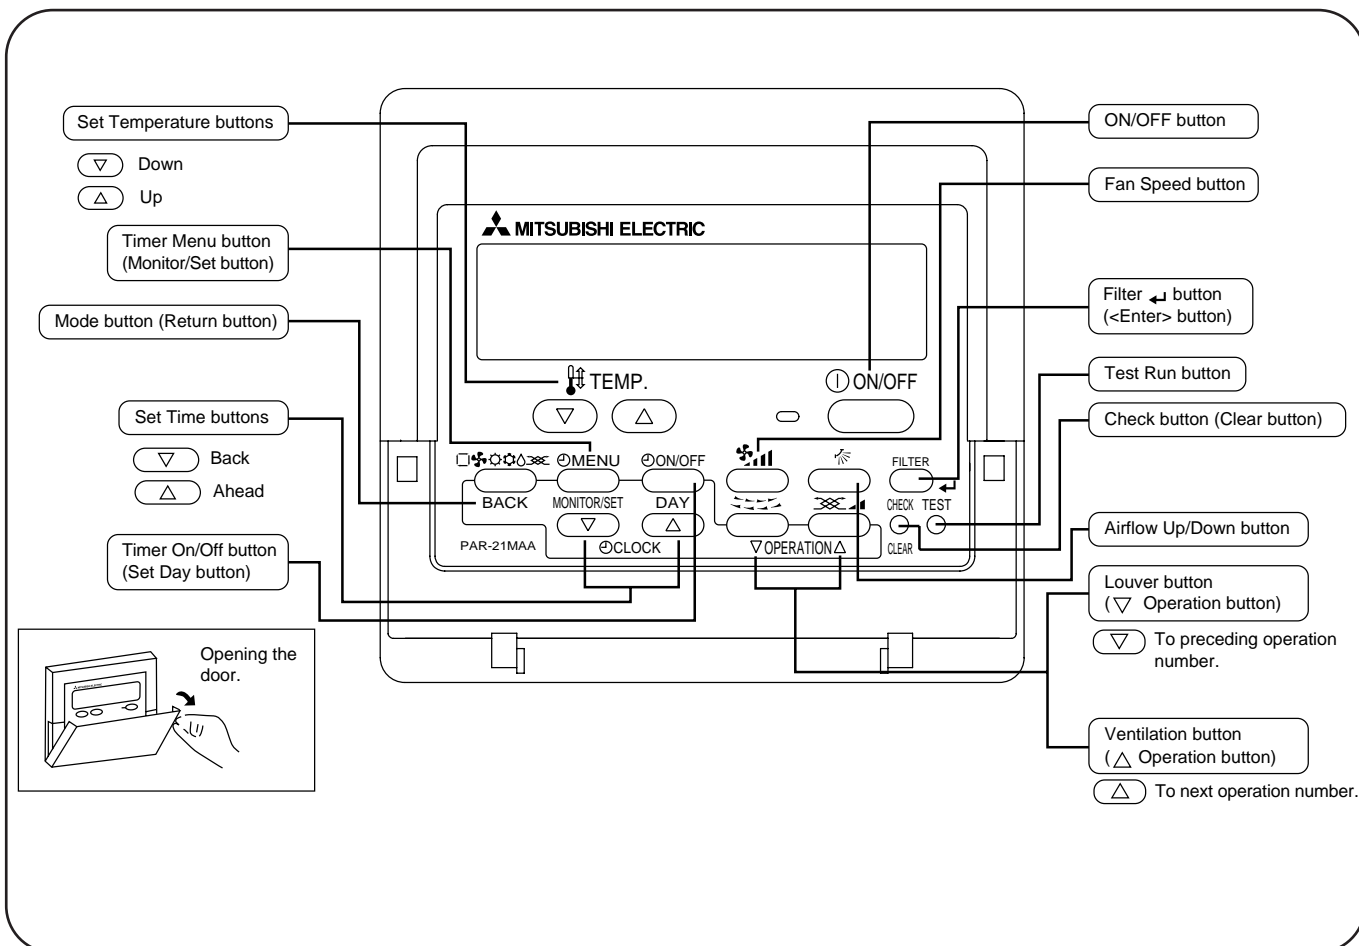 Set Temperature buttons
▽ Down
△ Up
Timer Menu button
(Monitor/Set button)
Mode button (Return button)
Set Time buttons
▽ Back
△ Ahead
Timer On/Off button
(Set Day button)
Opening the
door.
MITSUBISHI ELECTRIC
TEMP.
ON/OFF
▽ △
MENU
ON/OFF
FILTER
BACK
MONITOR/SET
DAY
CHECK TEST
▽ △
PAR-21MAA
CLOCK
▽OPERATION△
CLEAR
ON/OFF button
Fan Speed button
Filter ↵ button
(<Enter> button)
Test Run button
Check button (Clear button)
Airflow Up/Down button
Louver button
(▽ Operation button)
▽ To preceding operation
number.
Ventilation button
(△ Operation button)
△ To next operation number.